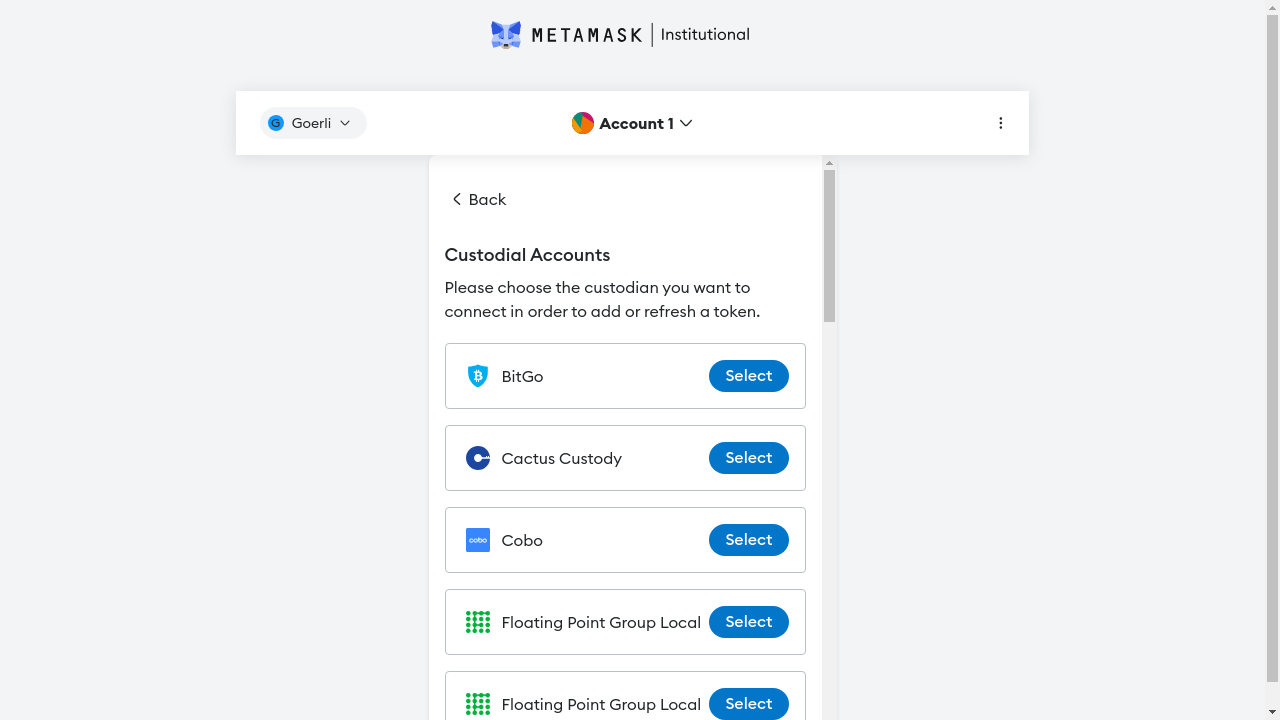 METAMASK | Institutional
G Goerli
Account 1
Back
Custodial Accounts
Please choose the custodian you want to
connect in order to add or refresh a token.
BitGo Select
Cactus Custody Select
cobo Cobo Select
Floating Point Group Local Select
Floating Point Group Local Select